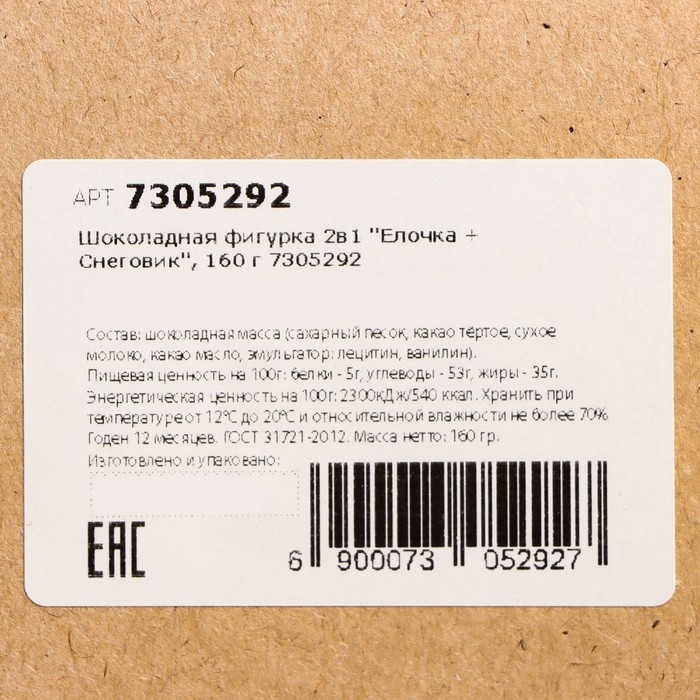 АРТ 7305292
Шоколадная фигурка 2в1 "Елочка +
Снеговик", 160 г 7305292
Состав: шоколадная масса (сахарный песок, какао тёртое, сухое
молоко, какао масло, эмульгатор: лецитин, ванилин).
Пищевая ценность на 100г: белки - 5г, углеводы - 53г, жиры - 35г.
Энергетическая ценность на 100г: 2300кДж/540 ккал. Хранить при
температуре от 12°С до 20°С и относительной влажности не более 70%
Годен 12 месяцев. ГОСТ 31721-2012. Масса нетто: 160 гр.
Изготовлено и упаковано:
ЕАС
6 900073 052927